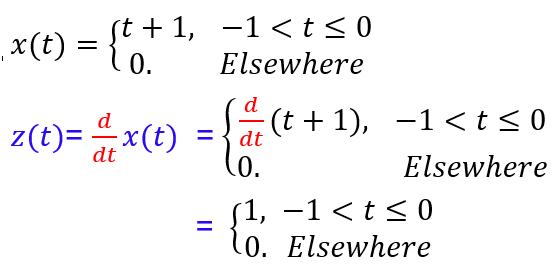 x(t) = { t + 1, −1 < t ≤ 0
0. Elsewhere
z(t)= d/dt x(t) = { d/dt (t + 1), −1 < t ≤ 0
0. Elsewhere
= { 1, −1 < t ≤ 0
0. Elsewhere